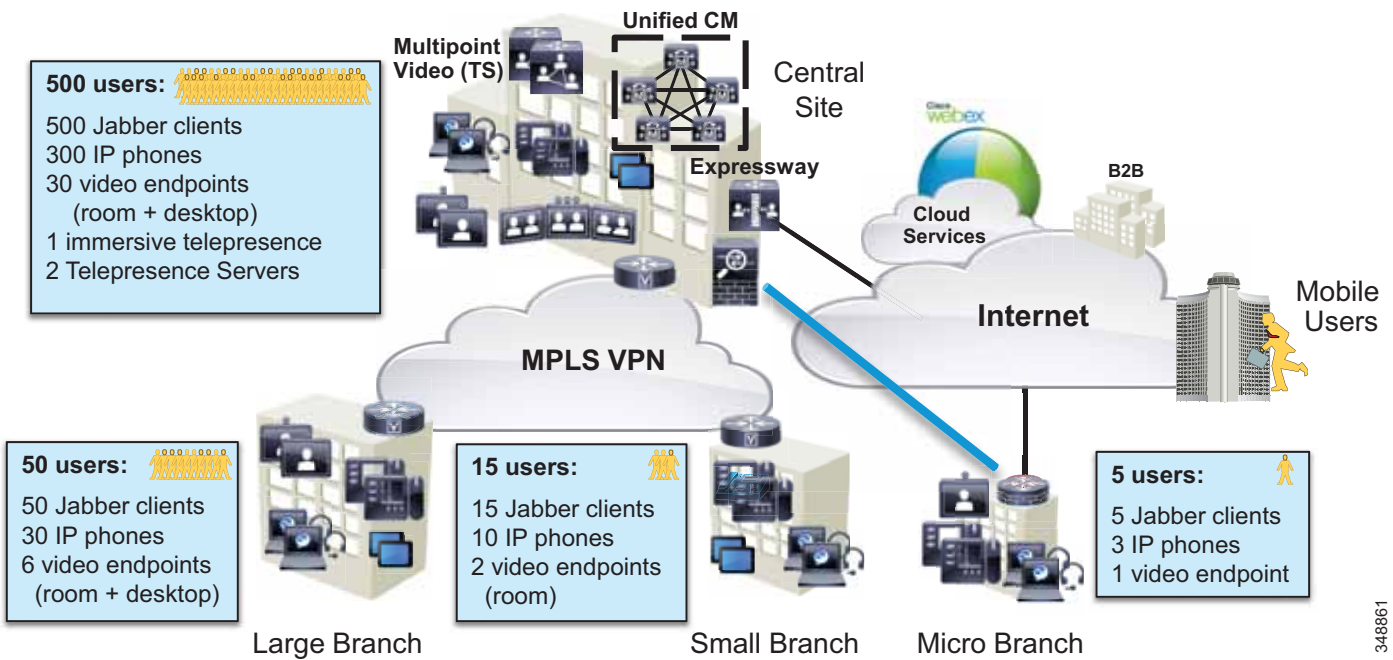 Unified CM
Multipoint
Video (TS)
Central
Site
500 users:
500 Jabber clients
300 IP phones
30 video endpoints
(room + desktop)
1 immersive telepresence
2 Telepresence Servers
Expressway
Cisco
webex
B2B
Cloud
Services
Internet
Mobile
Users
MPLS VPN
50 users:
50 Jabber clients
30 IP phones
6 video endpoints
(room + desktop)
15 users:
15 Jabber clients
10 IP phones
2 video endpoints
(room)
5 users:
5 Jabber clients
3 IP phones
1 video endpoint
Large Branch
Small Branch
Micro Branch
348861